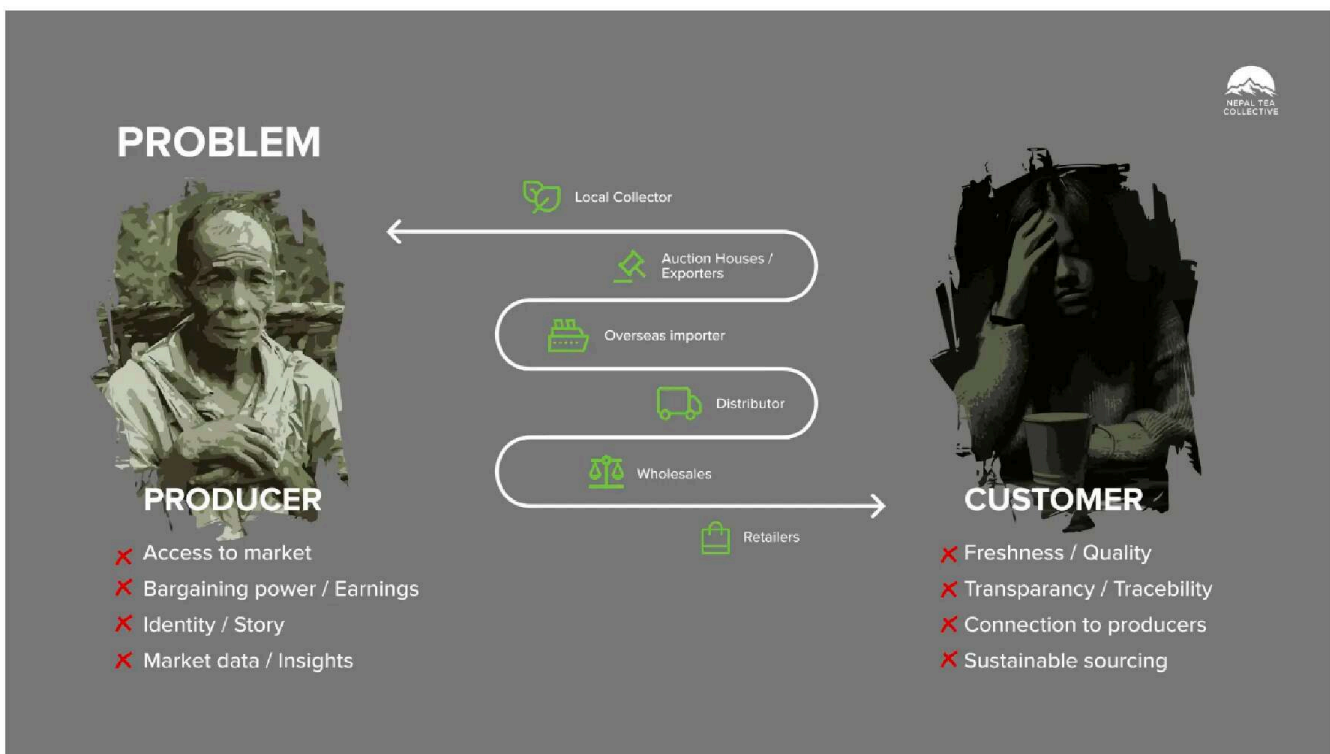 NEPAL TEA
COLLECTIVE
PROBLEM
Local Collector
Auction Houses /
Exporters
Overseas importer
Distributor
Wholesales
Retailers
PRODUCER
Access to market
Bargaining power / Earnings
Identity / Story
Market data / Insights
CUSTOMER
Freshness / Quality
Transparancy / Tracebility
Connection to producers
Sustainable sourcing